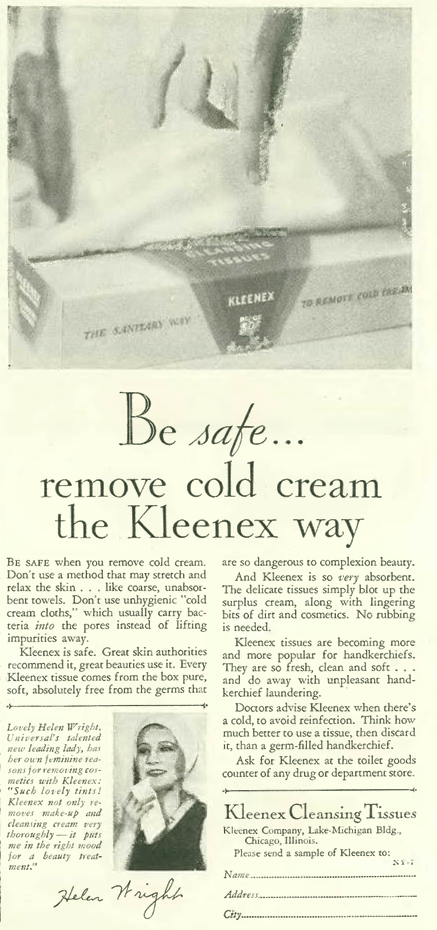 CLEANSING
TISSUES
KLEENEX
THE SANITARY WAY
TO REMOVE COLD CREAM
Be safe...
remove cold cream
the Kleenex way
BE SAFE when you remove cold cream.
Don't use a method that may stretch and
relax the skin . . . like coarse, unabsor-
bent towels. Don't use unhygienic "cold
cream cloths," which usually carry bac-
teria into the pores instead of lifting
impurities away.
Kleenex is safe. Great skin authorities
recommend it, great beauties use it. Every
Kleenex tissue comes from the box pure,
soft, absolutely free from the germs that
are so dangerous to complexion beauty.
And Kleenex is so very absorbent.
The delicate tissues simply blot up the
surplus cream, along with lingering
bits of dirt and cosmetics. No rubbing
is needed.
Kleenex tissues are becoming more
and more popular for handkerchiefs.
They are so fresh, clean and soft . . .
and do away with unpleasant hand-
kerchief laundering.
Doctors advise Kleenex when there's
a cold, to avoid reinfection. Think how
much better to use a tissue, then discard
it, than a germ-filled handkerchief.
Ask for Kleenex at the toilet goods
counter of any drug or department store.
Lovely Helen Wright,
Universal's talented
new leading lady, has
her own feminine rea-
sons for removing cos-
metics with Kleenex:
"Such lovely tints!
Kleenex not only re-
moves make-up and
cleansing cream very
thoroughly—it puts
me in the right mood
for a beauty treat-
ment."
Helen Wright
Kleenex Cleansing Tissues
Kleenex Company, Lake-Michigan Bldg.,
Chicago, Illinois.
Please send a sample of Kleenex to:
Name
Address
City